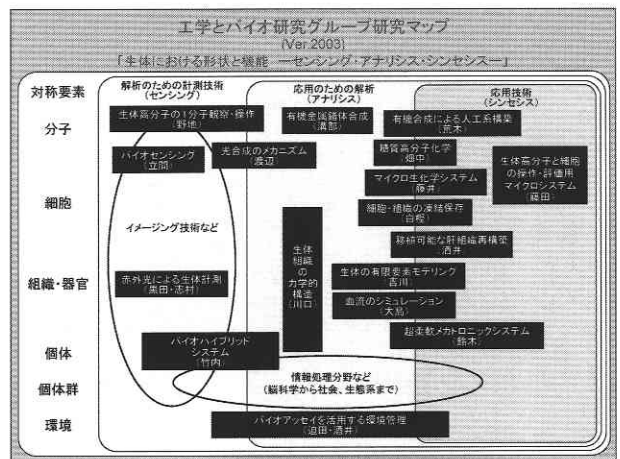 工学とバイオ研究グループ研究マップ
(Ver 2003)
「生体における形状と機能 ーセンシング・アナリシス・シンセシスー」
対称要素
解析のための計測技術
(センシング)
応用のための解析
(アナリシス)
応用技術
(シンセシス)
分子
生体高分子の1分子観察・操作
(野地)
有機金属錯体合成
(溝部)
有機合成による人工系構築
(荒木)
バイオセンシング
(立間)
光合成のメカニズム
(渡辺)
糖質高分子化学
(畑中)
生体高分子と細胞
の操作・評価用
マイクロシステム
(藤田)
マイクロ生化学システム
(藤井)
細胞
細胞・組織の凍結保存
(白樫)
イメージング技術など
生体組織の力学的構造
(川口)
移植可能な肝組織再構築
(酒井)
組織・器官
赤外光による生体計測
(黒田・志村)
生体の有限要素モデリング
(吉川)
血流のシミュレーション
(大島)
超柔軟メカトロニックシステム
(鈴木)
個体
バイオハイブリッド
システム
(竹内)
個体群
情報処理分野など
(脳科学から社会、生態系まで)
環境
バイオアッセイを活用する環境管理
(迫田・酒井)